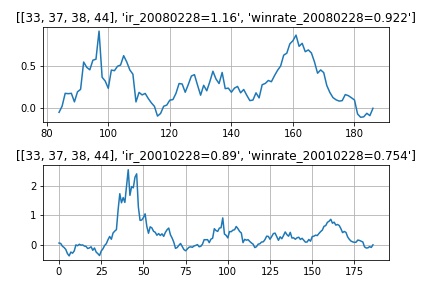 [[33, 37, 38, 44], 'ir_20080228=1.16', 'winrate_20080228=0.922']
0.5
0.0
80 100 120 140 160 180
[[33, 37, 38, 44], 'ir_20010228=0.89', 'winrate_20010228=0.754']
2
1
0
0 25 50 75 100 125 150 175